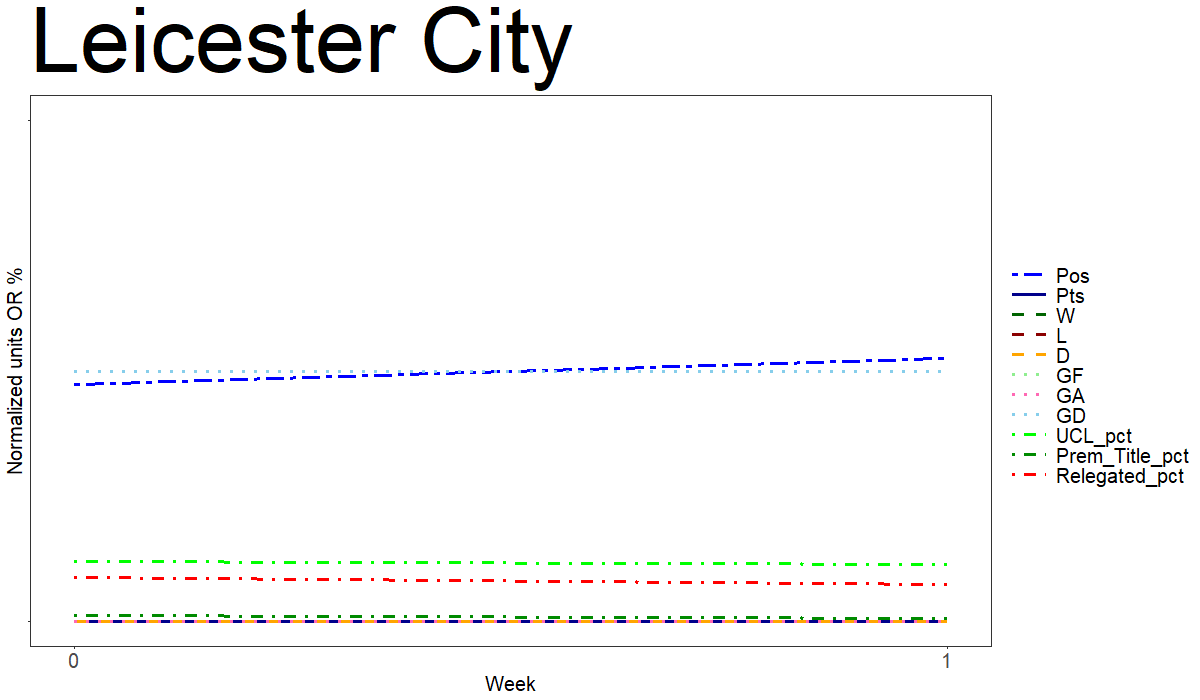 Leicester City
Normalized units OR %
0
1
Week
Pos
Pts
W
L
D
GF
GA
GD
UCL_pct
Prem_Title_pct
Relegated_pct